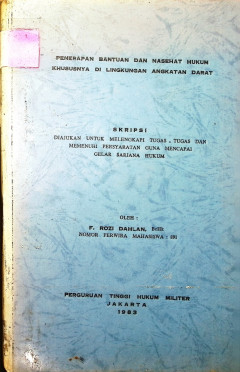 PENERAPAN BANTUAN DAN NASEHAT HUKUM
KHUSUSNYA DI LINGKUNGAN ANGKATAN DARAT
SKRIPSI
DIAJUKAN UNTUK MELENGKAPI TUGAS - TUGAS DAN
MEMENUHI PERSYARATAN GUNA MENCAPAI
GELAR SARJANA HUKUM
OLEH :
F. ROZI DAHLAN,
NOMOR PERWIRA MAHASISWA :
PERGURUAN TINGGI HUKUM MILITER
JAKARTA
1983